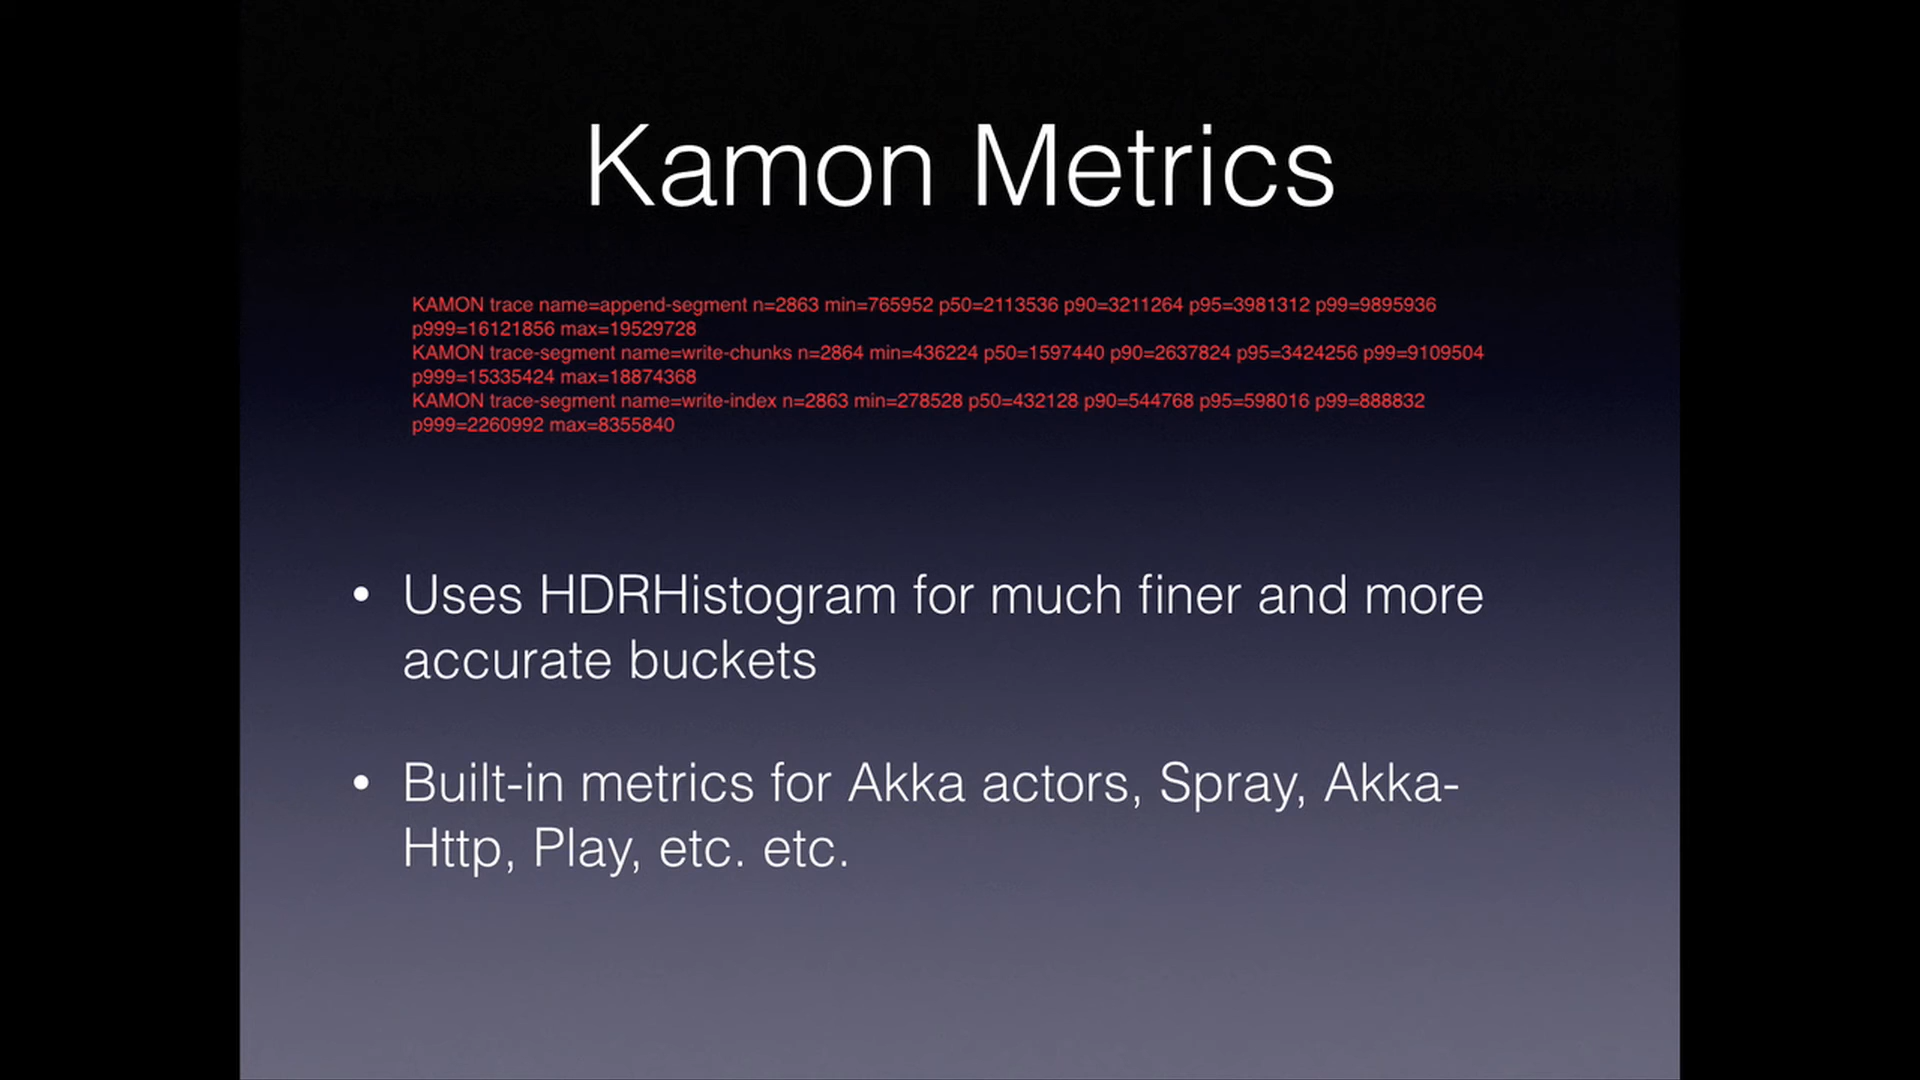 Kamon Metrics
KAMON trace name=append-segment n=2863 min=765952 p50=2113536 p90=3211264 p95=3981312 p99=9895936
p999=16121856 max=19529728
KAMON trace-segment name=write-chunks n=2864 min=436224 p50=1597440 p90=2637824 p95=3424256 p99=9109504
p999=15335424 max=18874368
KAMON trace-segment name=write-index n=2863 min=278528 p50=432128 p90=544768 p95=598016 p99=888832
p999=2260992 max=8355840
• Uses HDRHistogram for much finer and more
accurate buckets
• Built-in metrics for Akka actors, Spray, Akka-
Http, Play, etc. etc.